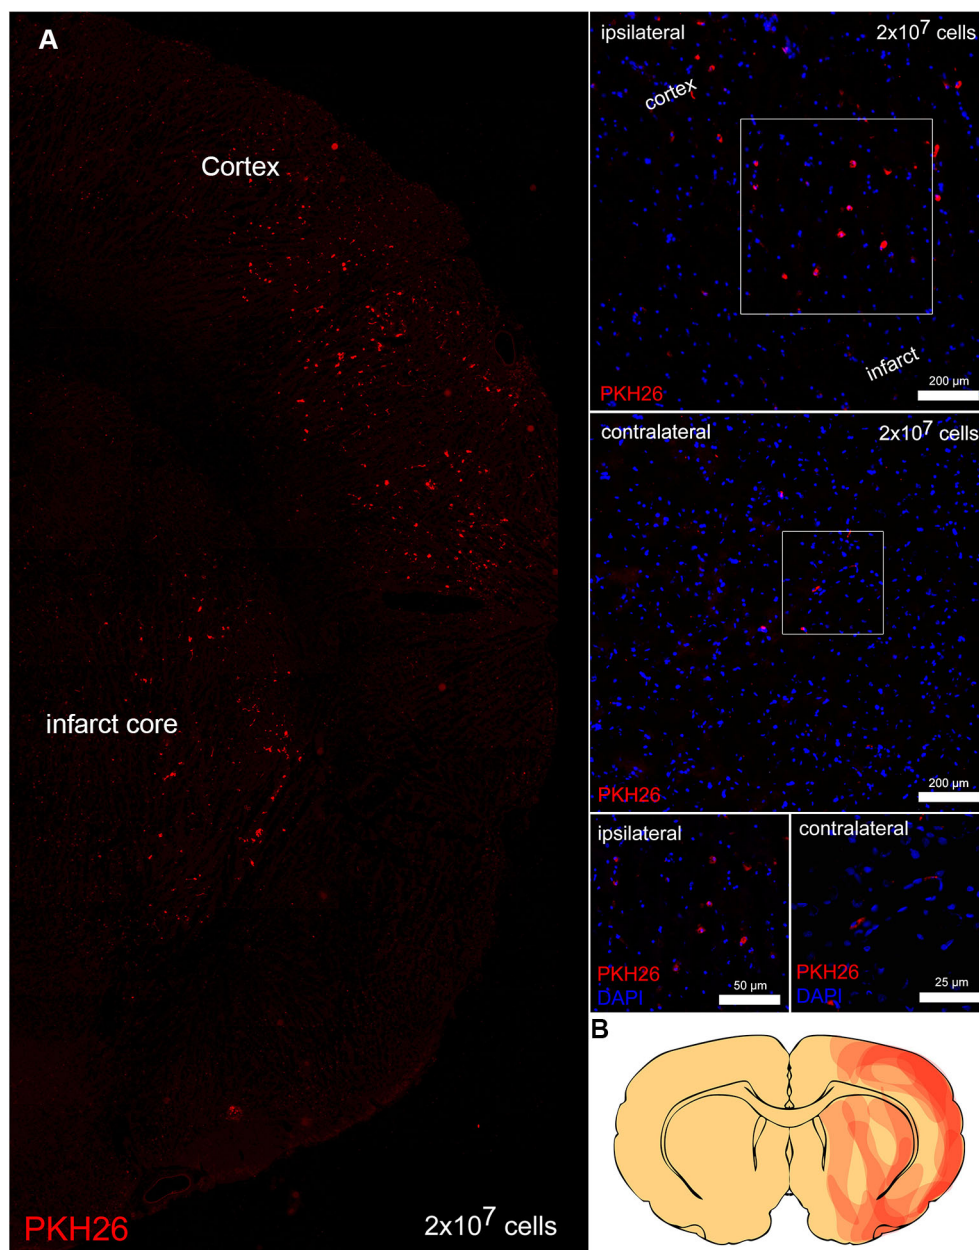 A
Cortex
infarct core
PKH26
2x10⁷ cells
ipsilateral
2x10⁷ cells
cortex
infarct
200 µm
PKH26
contralateral
2x10⁷ cells
200 µm
PKH26
ipsilateral
PKH26
DAPI
50 µm
contralateral
PKH26
DAPI
25 µm
B